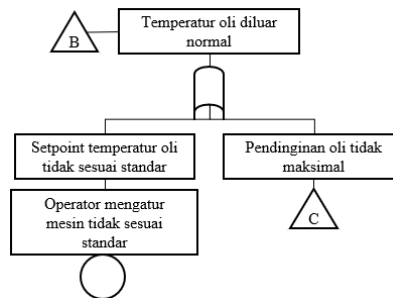 Temperatur oli diluar
normal
B
Setpoint temperatur oli
tidak sesuai standar
Pendinginan oli tidak
maksimal
Operator mengatur
mesin tidak sesuai
standar
C